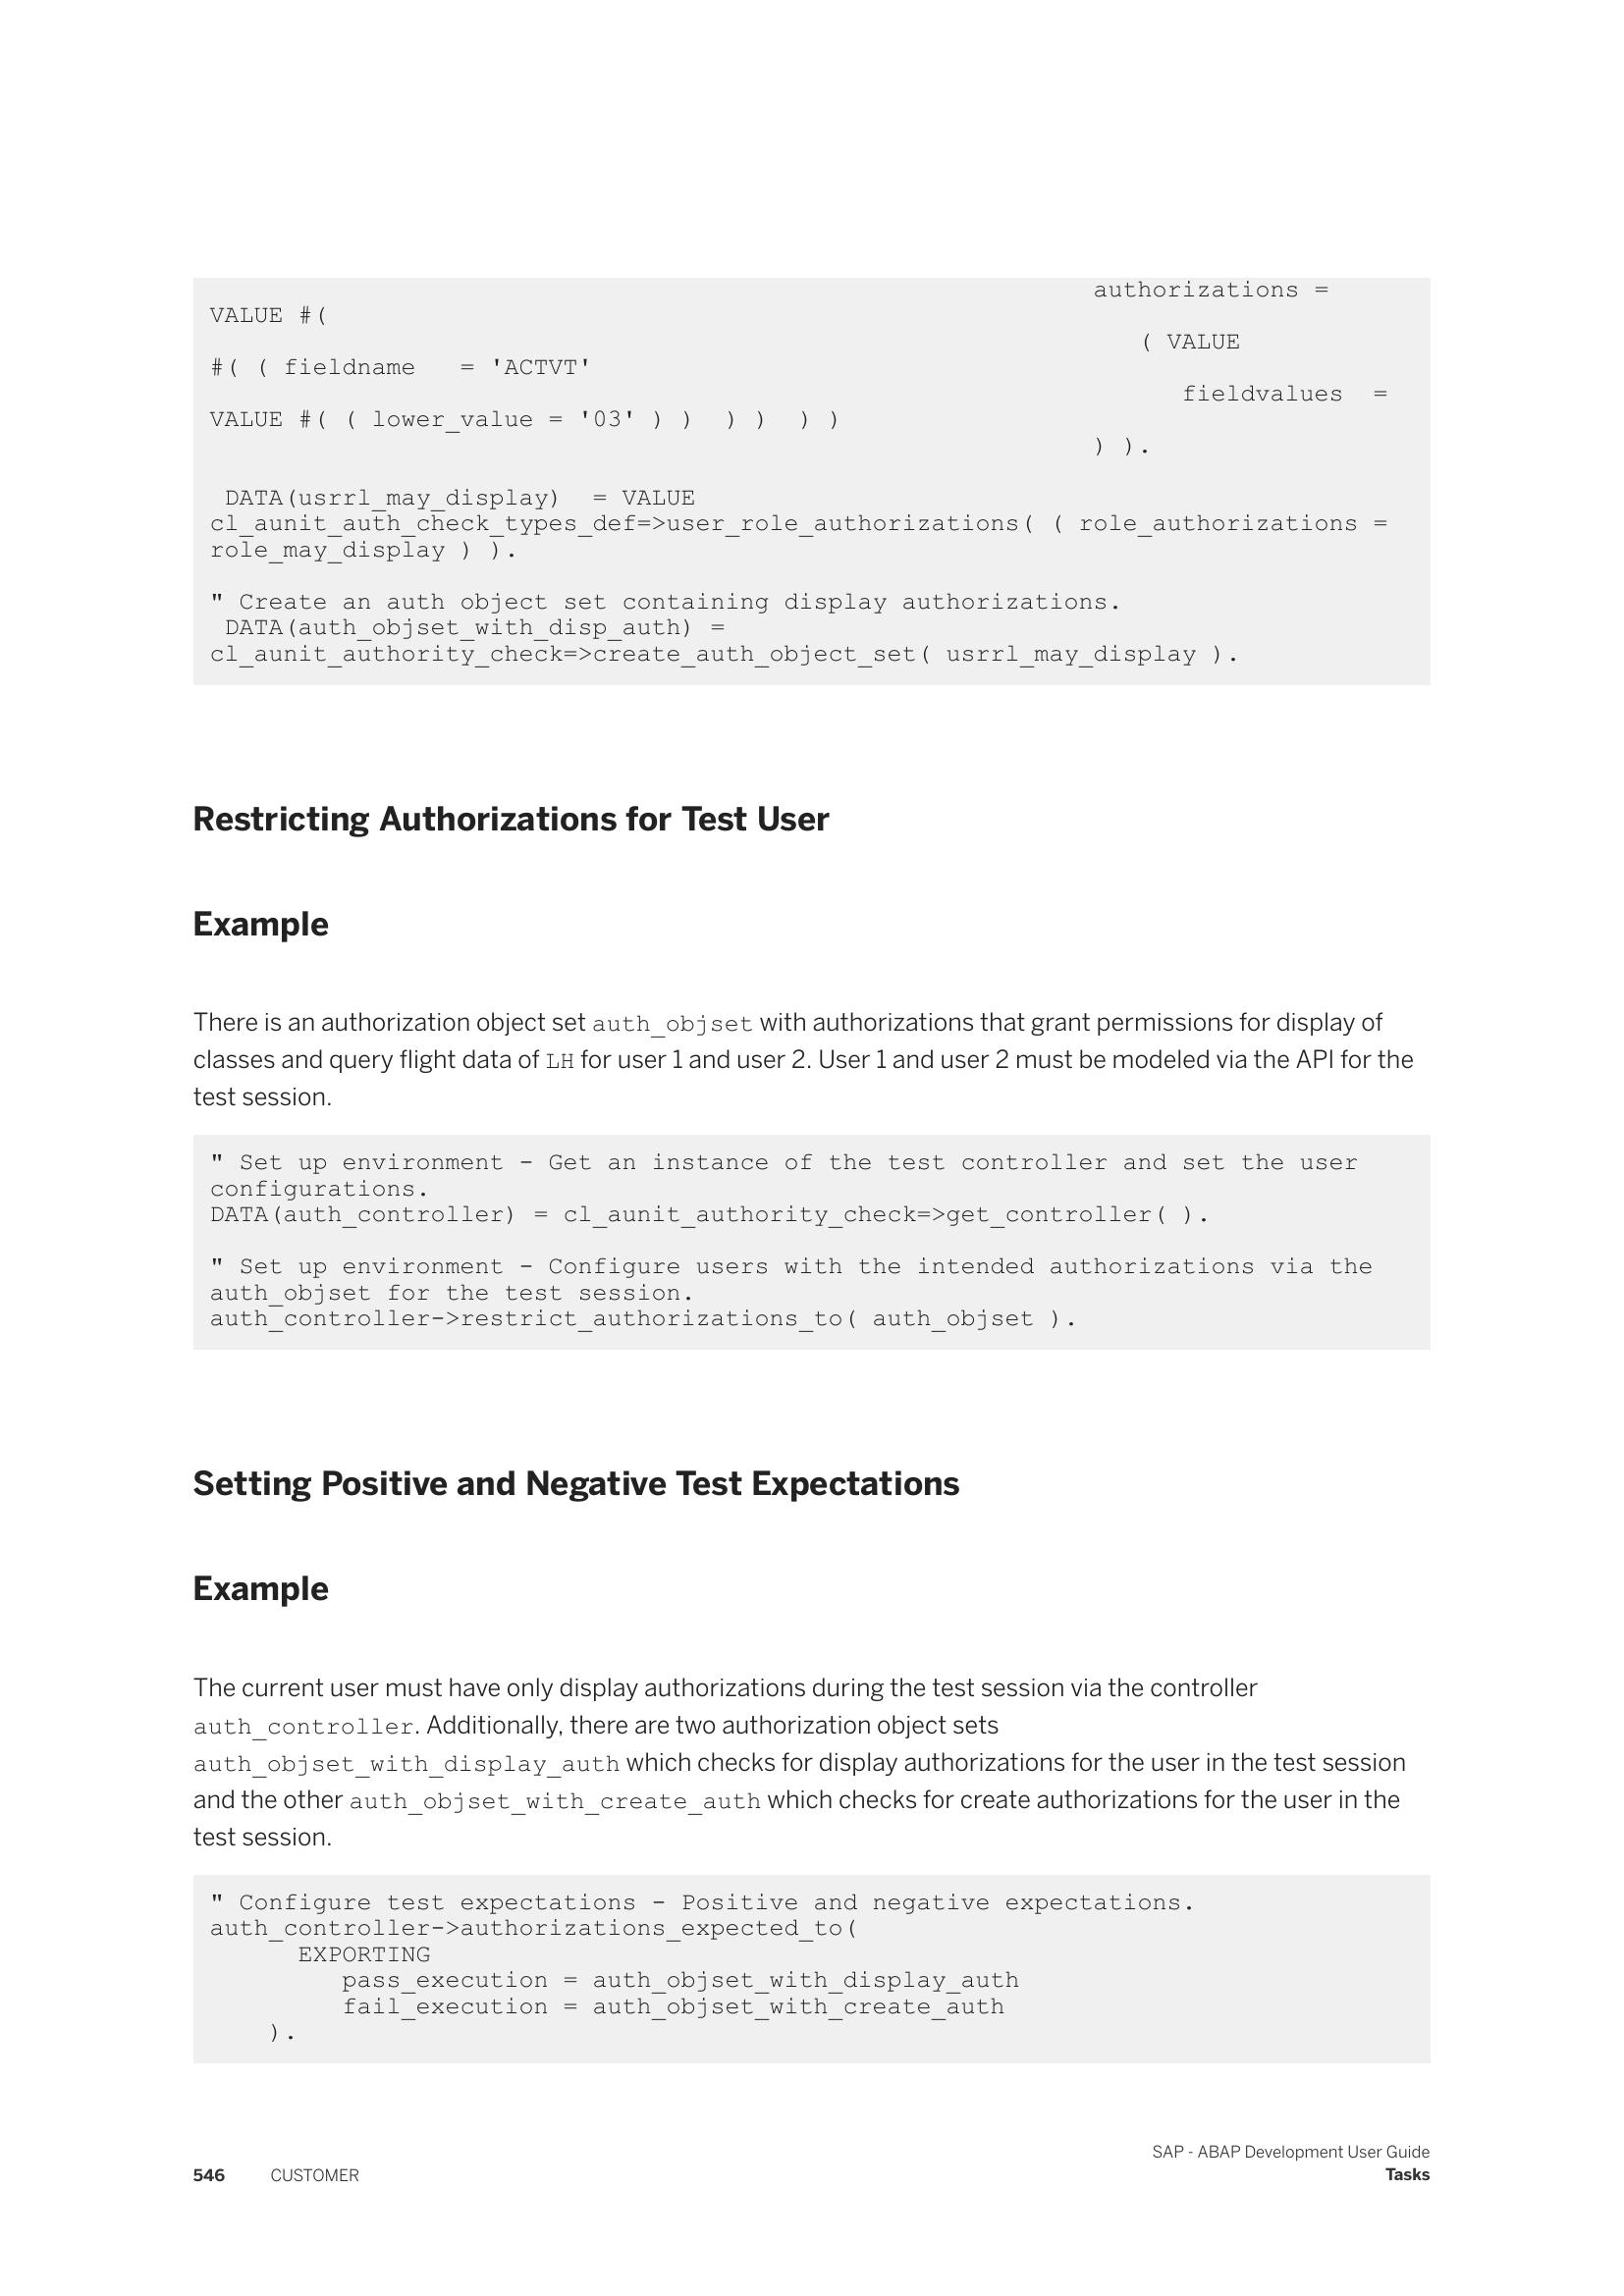 authorizations =
VALUE #(
( VALUE
#( ( fieldname   = 'ACTVT'
fieldvalues  =
VALUE #( ( lower_value = '03' ) )  ) )  ) )
) ).
DATA(usrrl_may_display)  = VALUE
cl_aunit_auth_check_types_def=>user_role_authorizations( ( role_authorizations =
role_may_display ) ).
" Create an auth object set containing display authorizations.
DATA(auth_objset_with_disp_auth) =
cl_aunit_authority_check=>create_auth_object_set( usrrl_may_display ).
Restricting Authorizations for Test User
Example
There is an authorization object set auth_objset with authorizations that grant permissions for display of
classes and query flight data of LH for user 1 and user 2. User 1 and user 2 must be modeled via the API for the
test session.
" Set up environment - Get an instance of the test controller and set the user
configurations.
DATA(auth_controller) = cl_aunit_authority_check=>get_controller( ).
" Set up environment - Configure users with the intended authorizations via the
auth_objset for the test session.
auth_controller->restrict_authorizations_to( auth_objset ).
Setting Positive and Negative Test Expectations
Example
The current user must have only display authorizations during the test session via the controller
auth_controller. Additionally, there are two authorization object sets
auth_objset_with_display_auth which checks for display authorizations for the user in the test session
and the other auth_objset_with_create_auth which checks for create authorizations for the user in the
test session.
" Configure test expectations - Positive and negative expectations.
auth_controller->authorizations_expected_to(
EXPORTING
pass_execution = auth_objset_with_display_auth
fail_execution = auth_objset_with_create_auth
).
SAP - ABAP Development User Guide
546 CUSTOMER Tasks